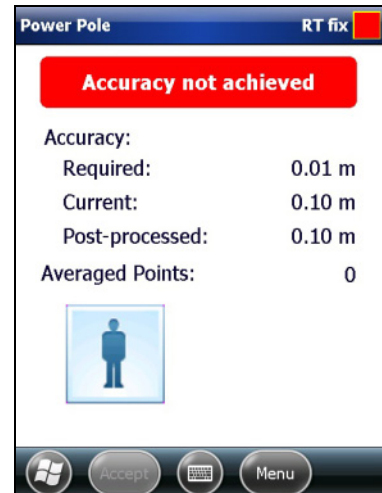 Power Pole RT fix
Accuracy not achieved
Accuracy:
Required: 0.01 m
Current: 0.10 m
Post-processed: 0.10 m
Averaged Points: 0
Accept Menu